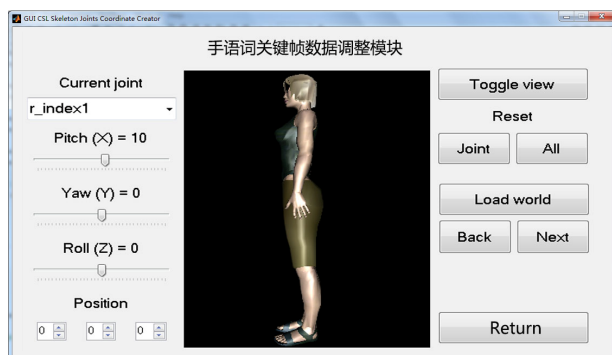 GUI CSL Skeleton Joints Coordinate Creator
手语词关键帧数据调整模块
Current joint
r_index1
Pitch (X) = 10
Yaw (Y) = 0
Roll (Z) = 0
Position
0 0 0
Toggle view
Reset
Joint All
Load world
Back Next
Return